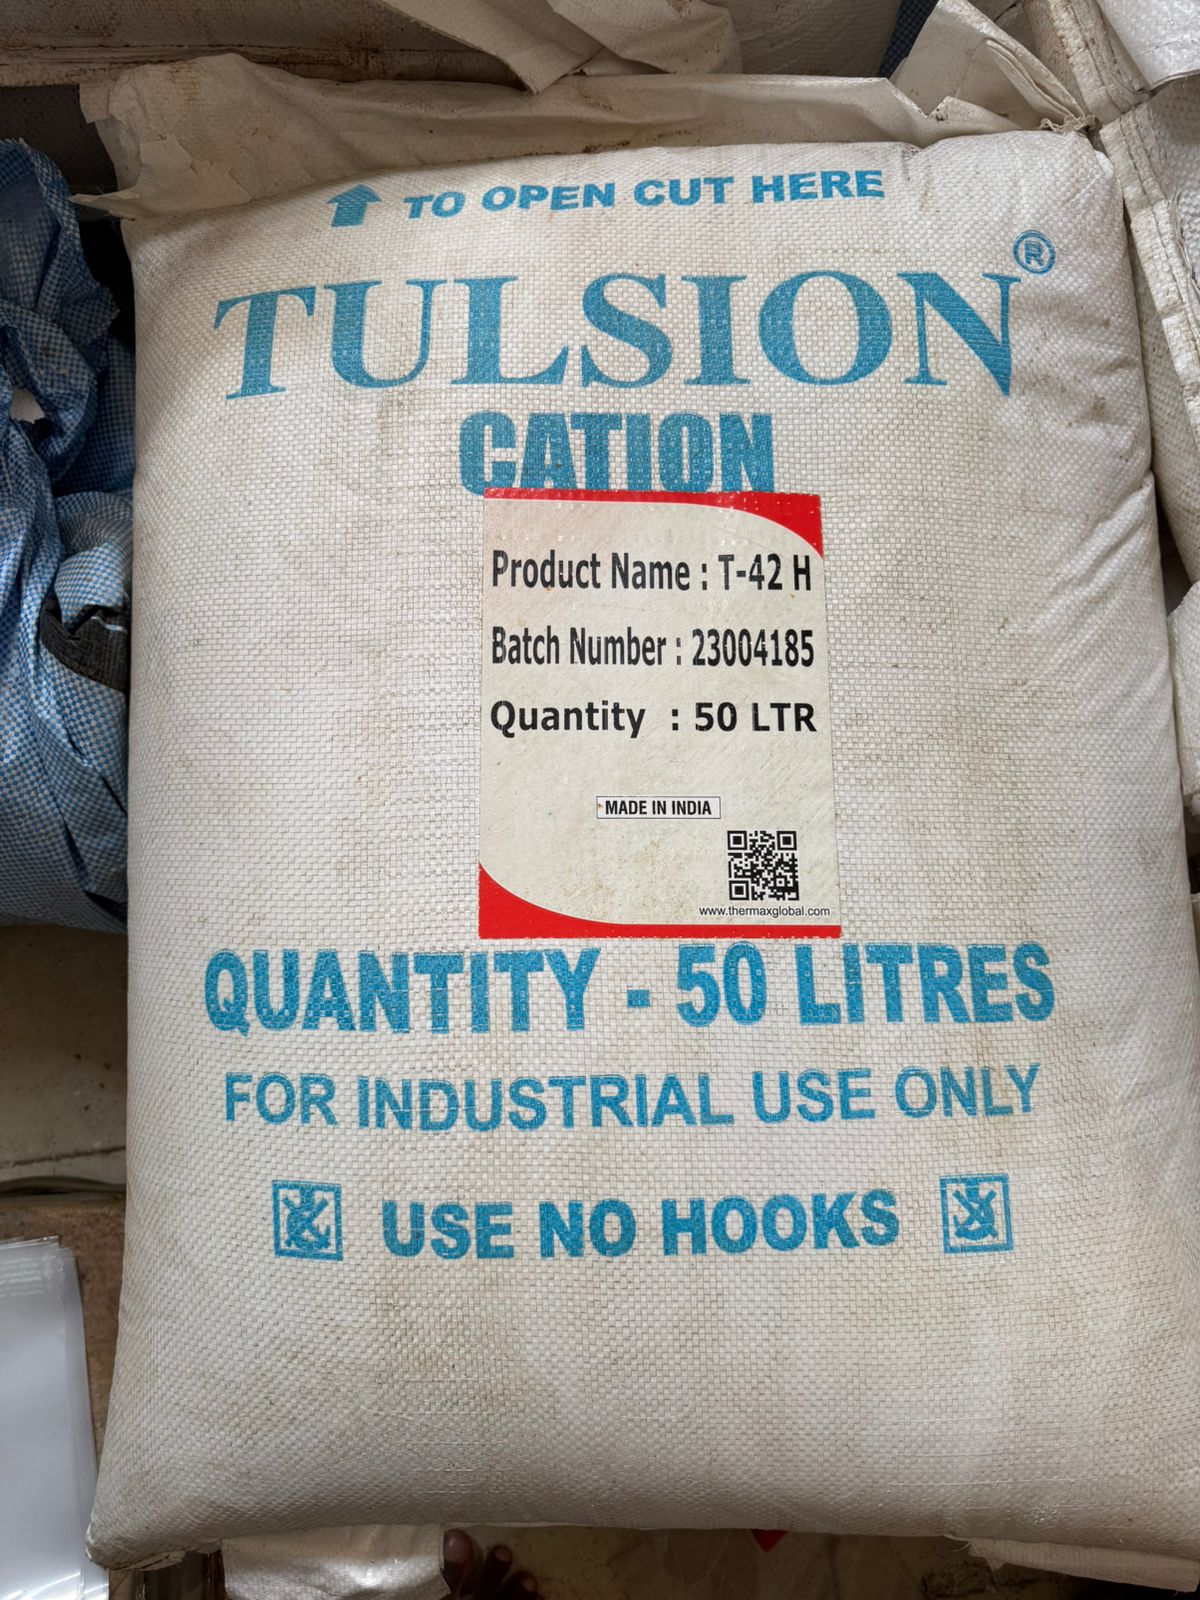 TO OPEN CUT HERE
TULSION®
CATION
Product Name : T-42 H
Batch Number : 23004185
Quantity : 50 LTR
MADE IN INDIA
www.thermaxglobal.com
QUANTITY - 50 LITRES
FOR INDUSTRIAL USE ONLY
USE NO HOOKS